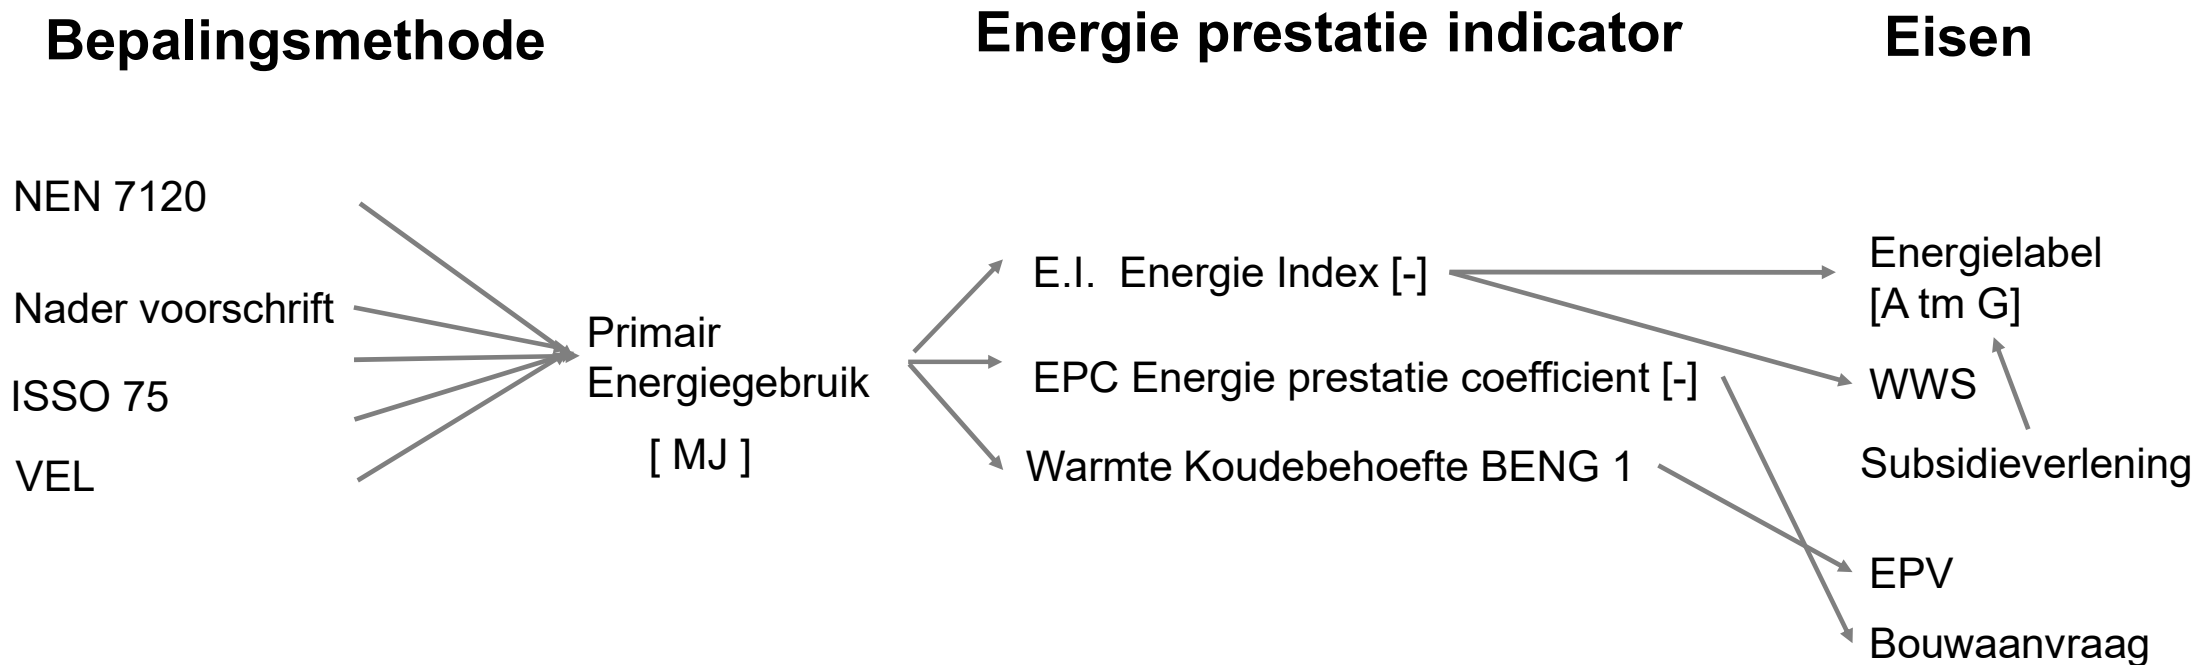 Bepalingsmethode
Energie prestatie indicator
Eisen
NEN 7120
Nader voorschrift
ISSO 75
VEL
Primair
Energiegebruik
[ MJ ]
E.I.  Energie Index [-]
EPC Energie prestatie coefficient [-]
Warmte Koudebehoefte BENG 1
Energielabel
[A tm G]
WWS
Subsidieverlening
EPV
Bouwaanvraag